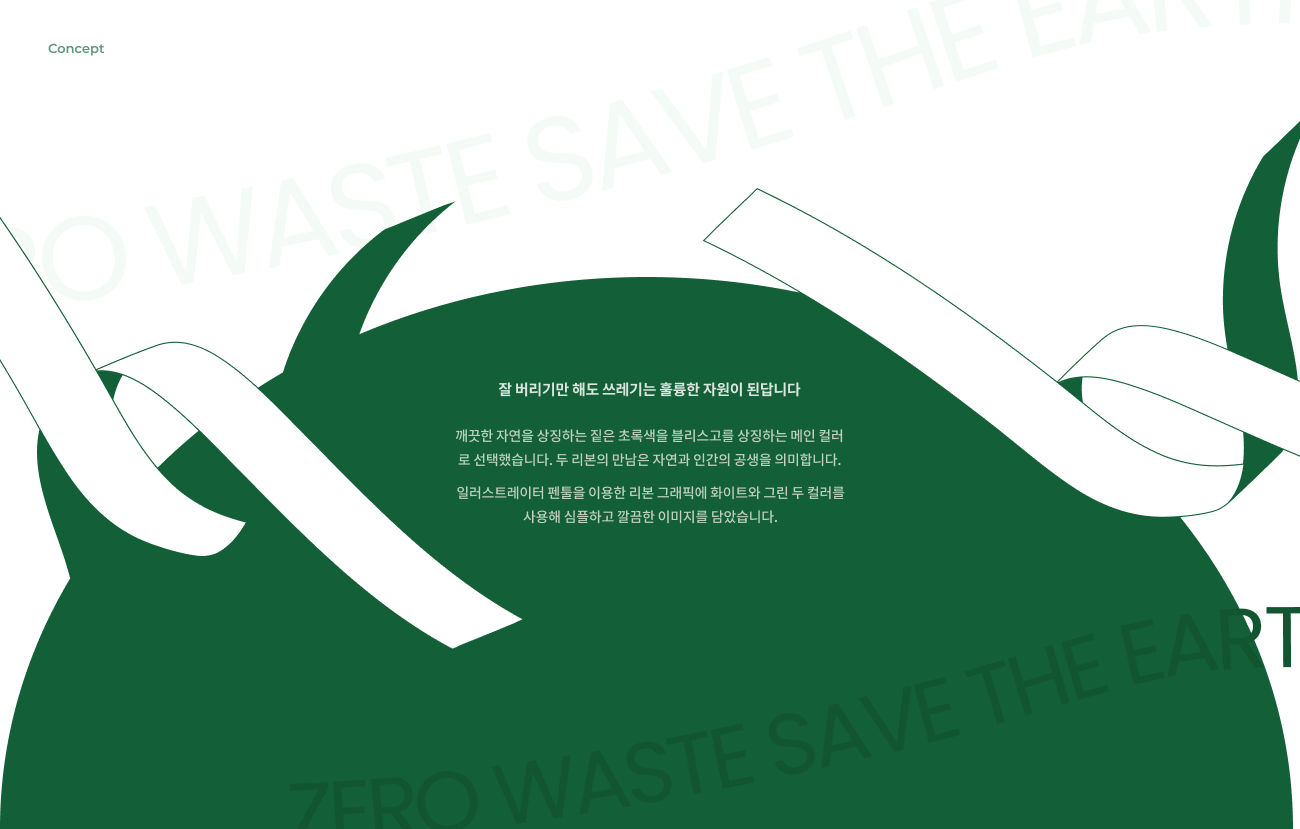 Concept
RO WASTE SAVE THE EARTH
잘 버리기만 해도 쓰레기는 훌륭한 자원이 된답니다
깨끗한 자연을 상징하는 짙은 초록색을 블리스고를 상징하는 메인 컬러
로 선택했습니다. 두 리본의 만남은 자연과 인간의 공생을 의미합니다.
일러스트레이터 펜툴을 이용한 리본 그래픽에 화이트와 그린 두 컬러를
사용해 심플하고 깔끔한 이미지를 담았습니다.
ZERO WASTE SAVE THE EART